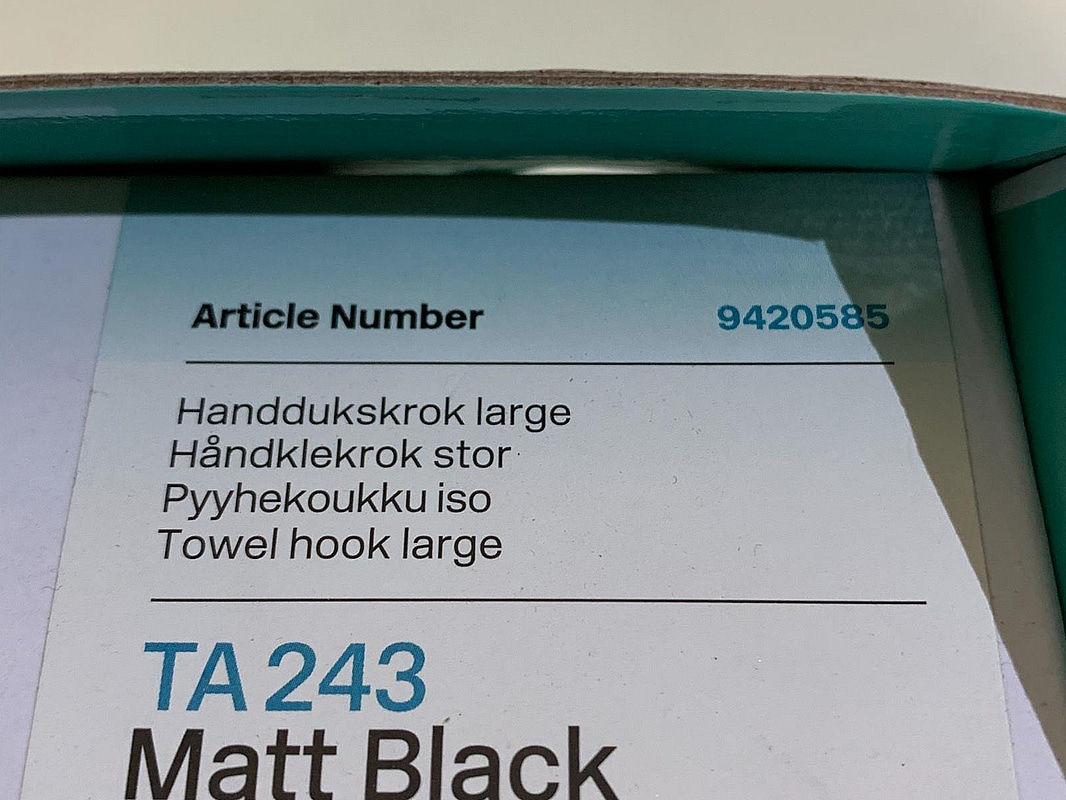 Article Number 9420585
Handdukskrok large
Håndklekrok stor
Pyyhekoukku iso
Towel hook large
TA 243
Matt Black